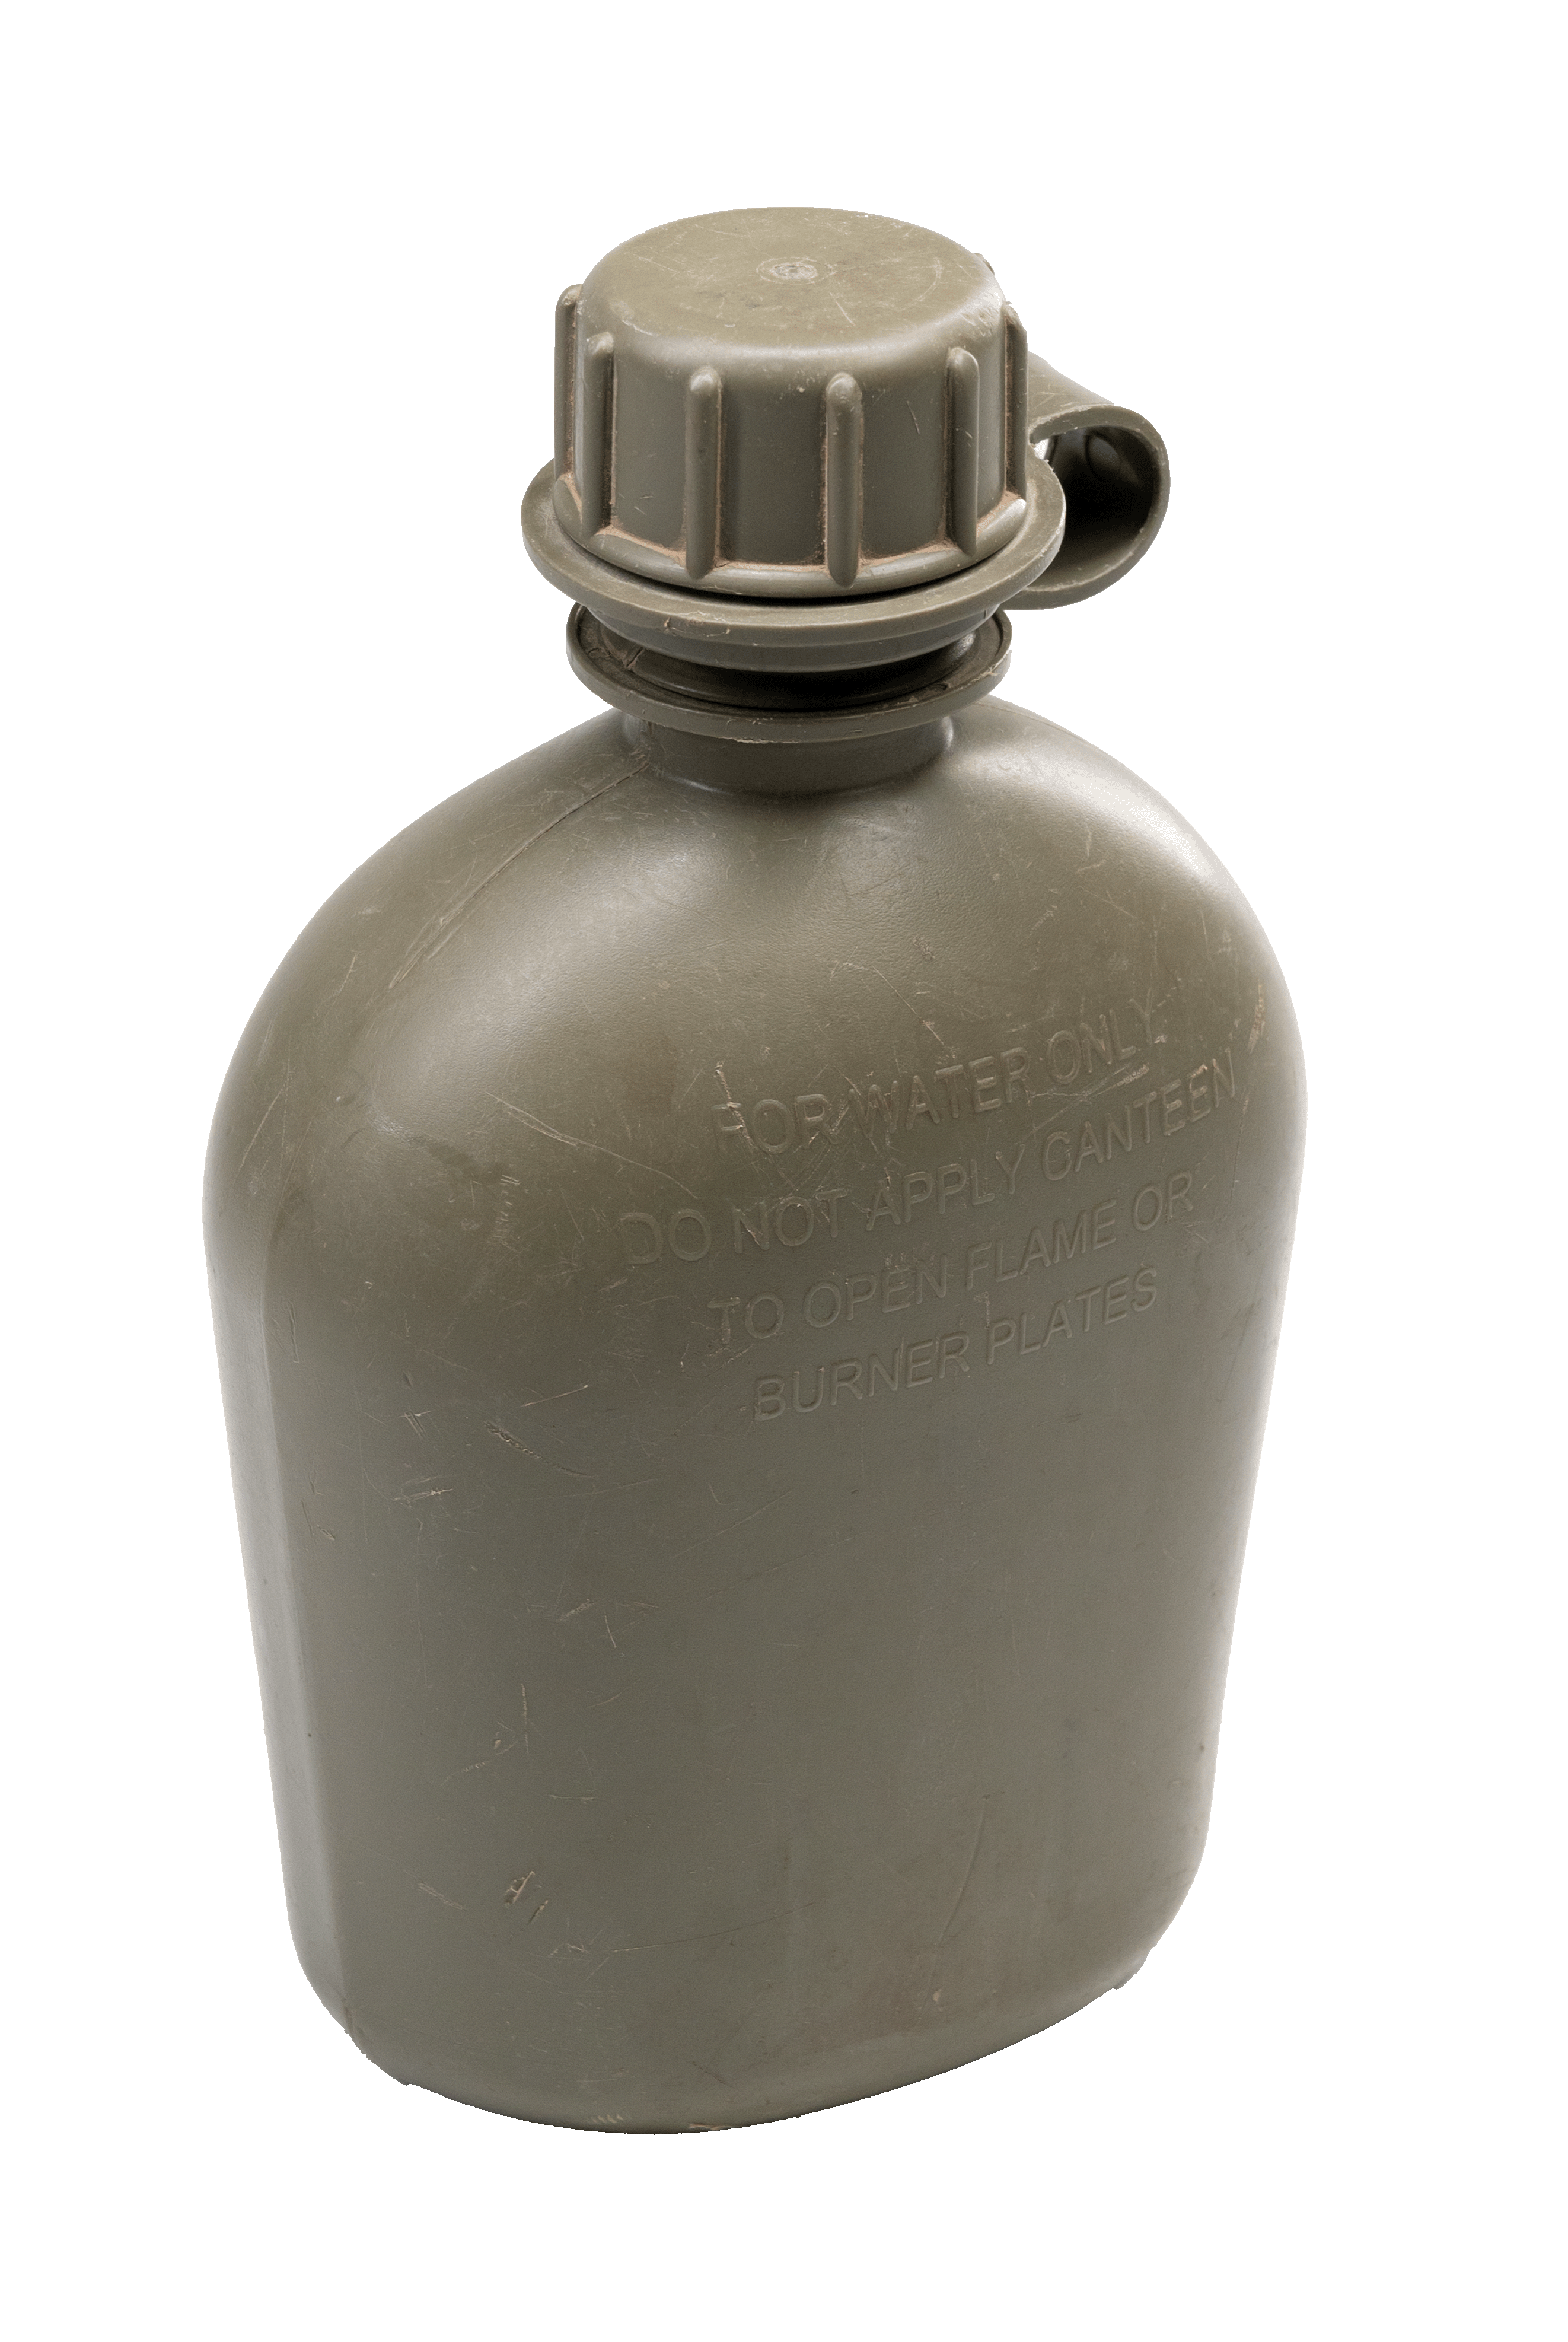 FOR WATER ONLY
DO NOT APPLY CANTEEN
TO OPEN FLAME OR
BURNER PLATES